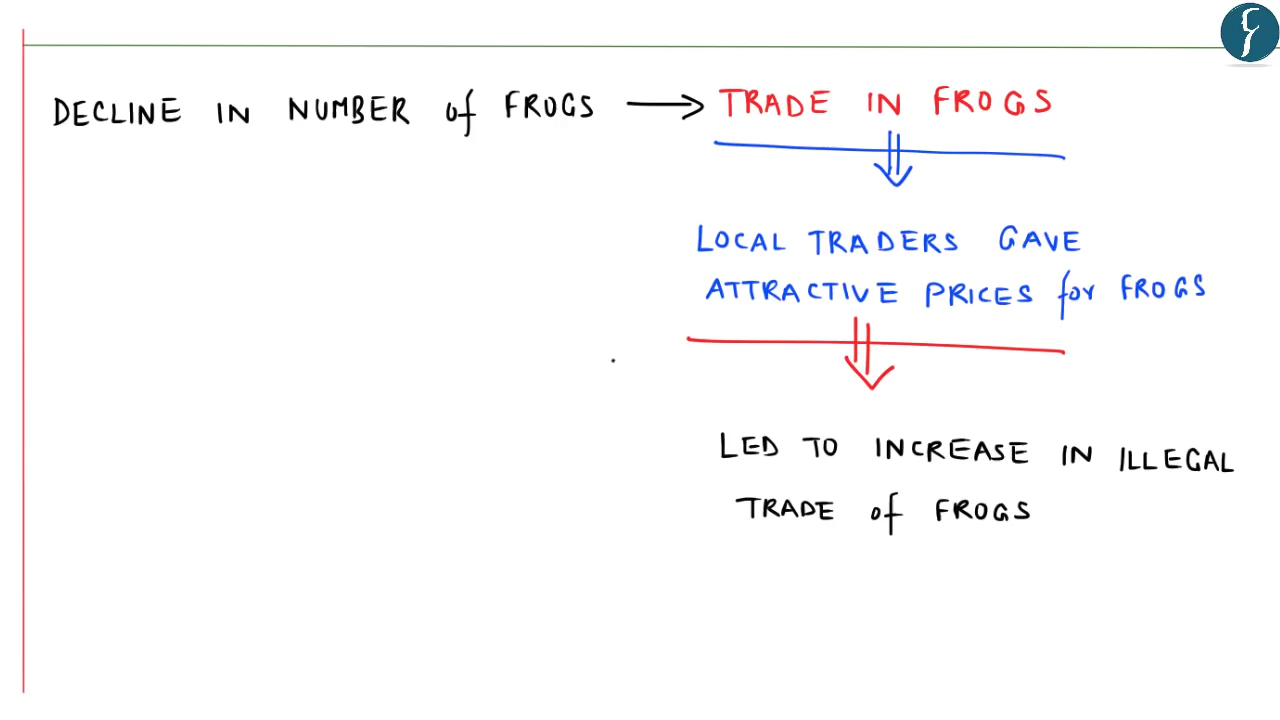 DECLINE IN NUMBER of FROGS → TRADE IN FROGS
LOCAL TRADERS GAVE
ATTRACTIVE PRICES for FROGS
LED TO INCREASE IN ILLEGAL
TRADE of FROGS